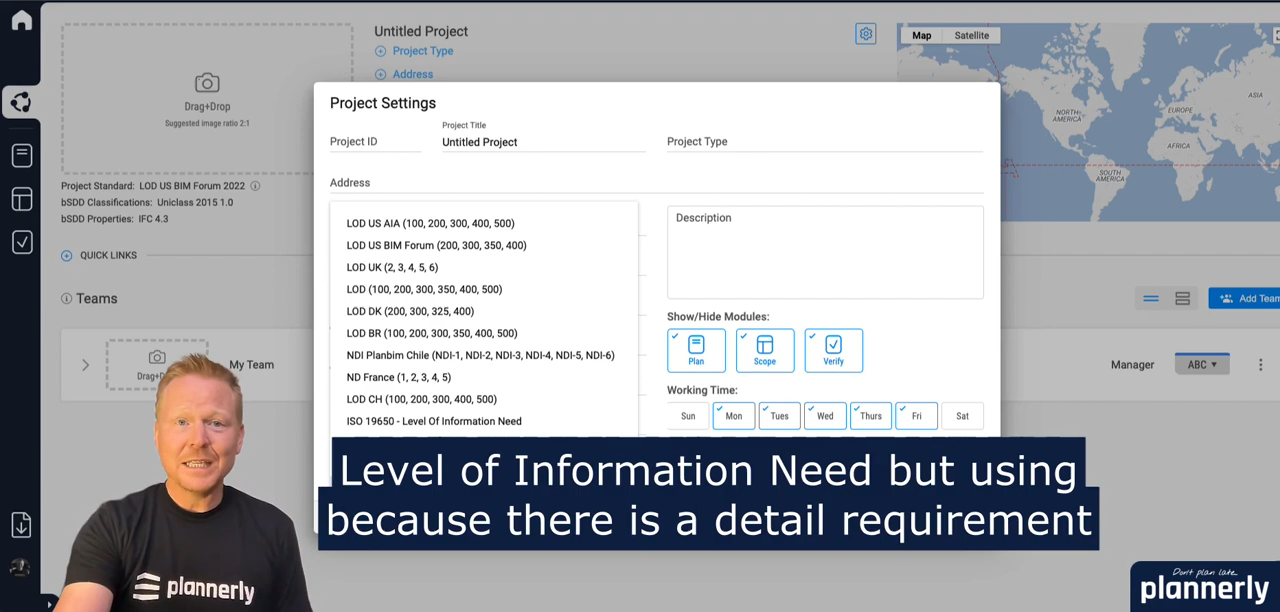 Untitled Project
Project Type
Address
Drag+Drop
Suggested image ratio 2:1
Project Standard: LOD US BIM Forum 2022
bSDD Classifications: Uniclass 2015 1.0
bSDD Properties: IFC 4.3
QUICK LINKS
Teams
My Team
Map
Satellite
NORTH
AMERICA
SOUTH
AMERICA
EUROPE
AFRICA
ASIA
Add Team
Manager
ABC
Project Settings
Project ID
Project Title
Untitled Project
Project Type
Address
LOD US AIA (100, 200, 300, 400, 500)
LOD US BIM Forum (200, 300, 350, 400)
LOD UK (2, 3, 4, 5, 6)
LOD (100, 200, 300, 350, 400, 500)
LOD DK (200, 300, 325, 400)
LOD BR (100, 200, 300, 350, 400, 500)
NDI Planbim Chile (NDI-1, NDI-2, NDI-3, NDI-4, NDI-5, NDI-6)
ND France (1, 2, 3, 4, 5)
LOD CH (100, 200, 300, 400, 500)
ISO 19650 - Level Of Information Need
Description
Show/Hide Modules:
Plan
Scope
Verify
Working Time:
Sun
Mon
Tues
Wed
Thurs
Fri
Sat
Level of Information Need but using
because there is a detail requirement
plannerly
Don't plan late.
plannerly